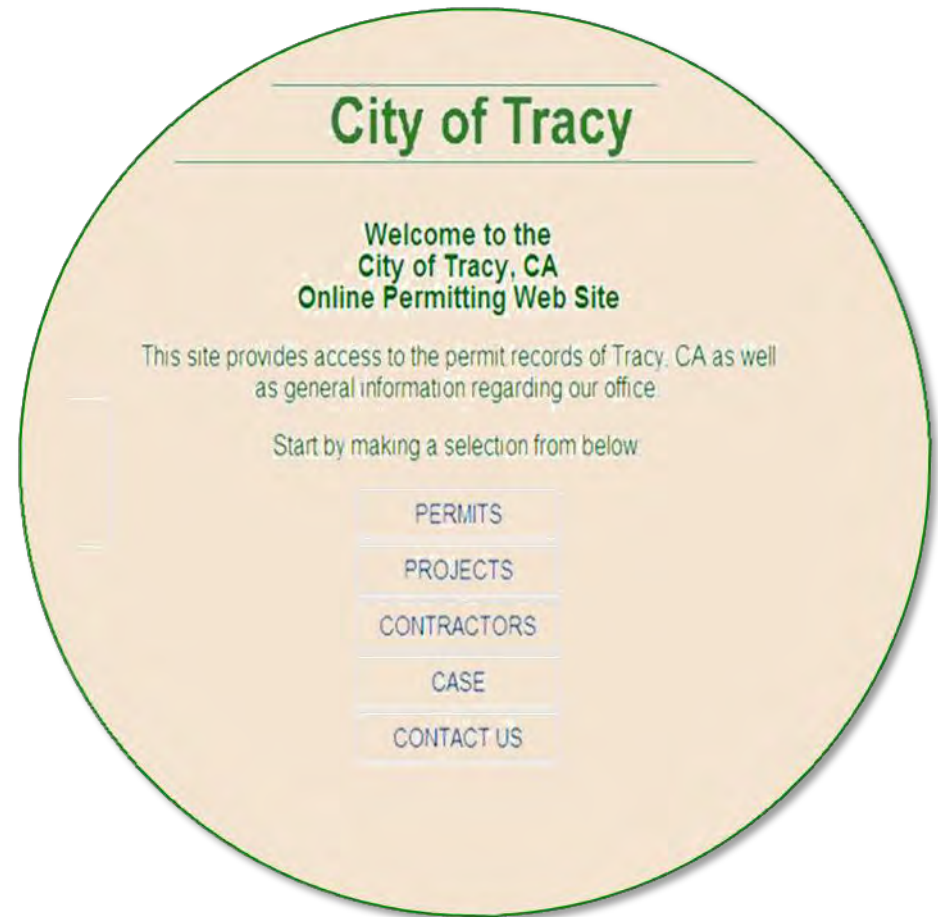 City of Tracy
Welcome to the
City of Tracy, CA
Online Permitting Web Site
This site provides access to the permit records of Tracy, CA as well
as general information regarding our office.
Start by making a selection from below:
PERMITS
PROJECTS
CONTRACTORS
CASE
CONTACT US